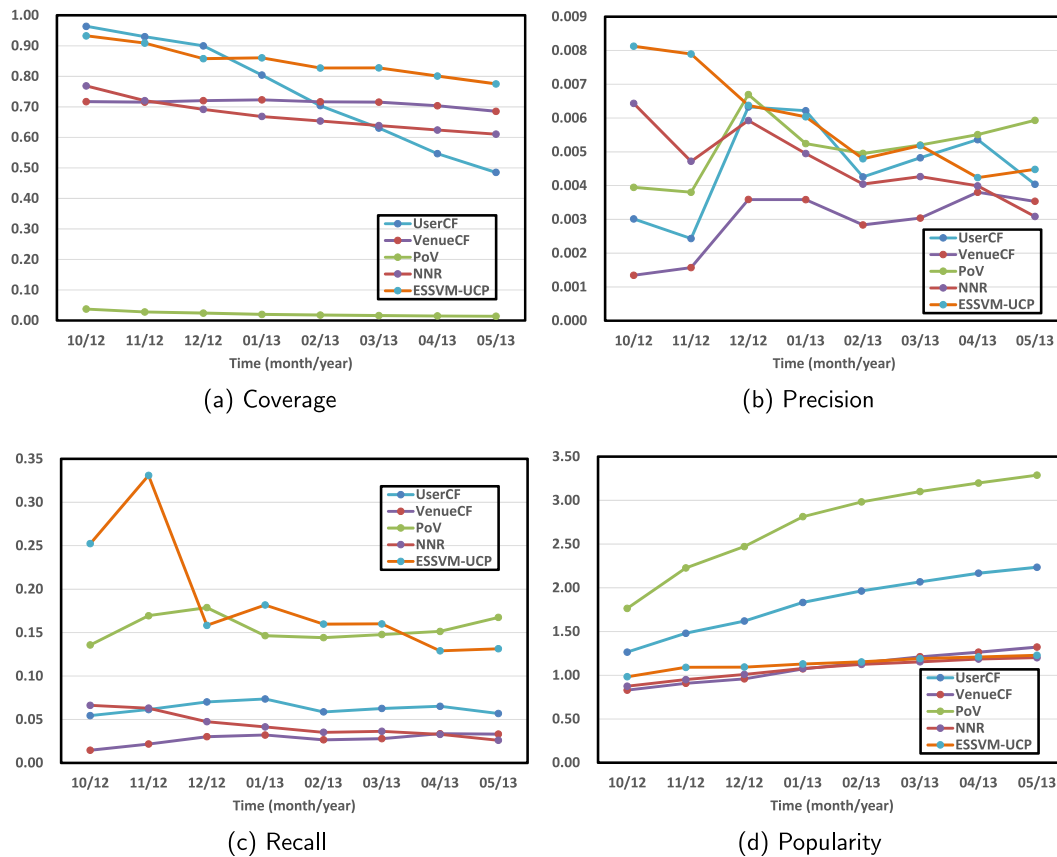 1.00
0.90
0.80
0.70
0.60
0.50
0.40
0.30
0.20
0.10
0.00
UserCF
VenueCF
PoV
NNR
ESSVM-UCP
10/12 11/12 12/12 01/13 02/13 03/13 04/13 05/13
Time (month/year)
(a) Coverage
0.009
0.008
0.007
0.006
0.005
0.004
0.003
0.002
0.001
0.000
UserCF
VenueCF
PoV
NNR
ESSVM-UCP
10/12 11/12 12/12 01/13 02/13 03/13 04/13 05/13
Time (month/year)
(b) Precision
0.35
0.30
0.25
0.20
0.15
0.10
0.05
0.00
UserCF
VenueCF
PoV
NNR
ESSVM-UCP
10/12 11/12 12/12 01/13 02/13 03/13 04/13 05/13
Time (month/year)
(c) Recall
3.50
3.00
2.50
2.00
1.50
1.00
0.50
0.00
UserCF
VenueCF
PoV
NNR
ESSVM-UCP
10/12 11/12 12/12 01/13 02/13 03/13 04/13 05/13
Time (month/year)
(d) Popularity